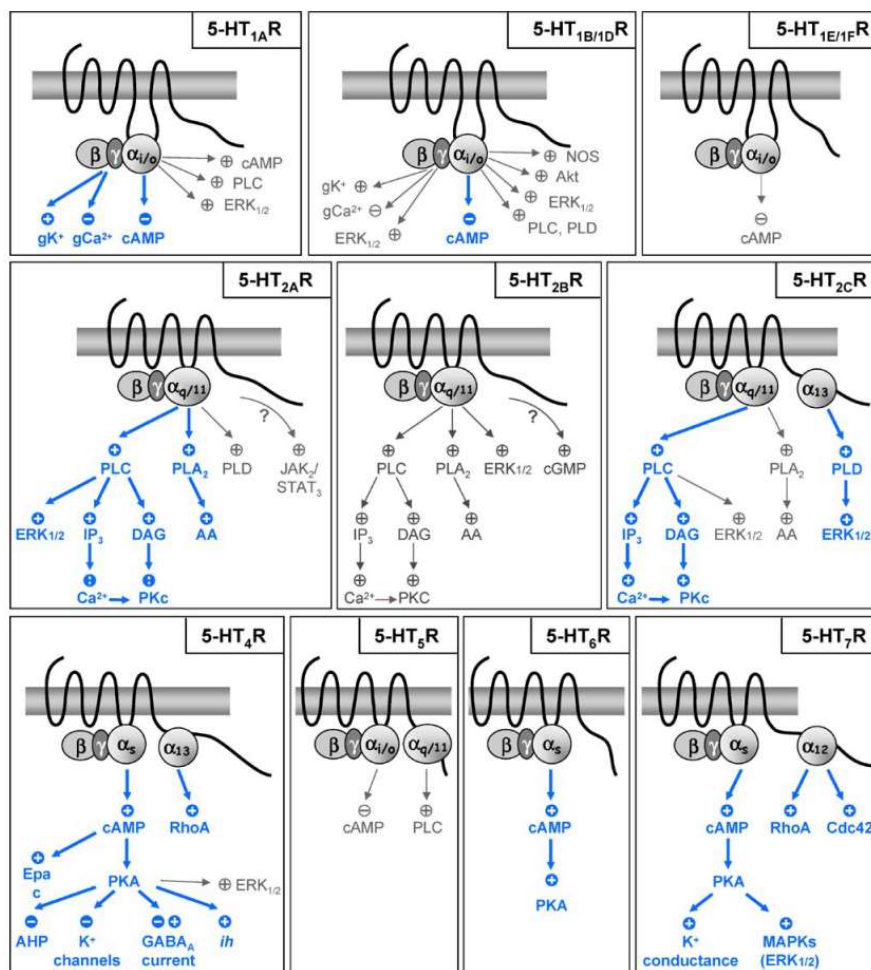 5-HT1AR
β γ αi/o
⊕ cAMP
⊕ PLC
⊕ ERK1/2
⊕ ⊖ ⊖
gK+ gCa2+ cAMP
5-HT1B/1DR
β γ αi/o
⊕ NOS
⊕ Akt
gK+ ⊕
gCa2+ ⊖
⊕ ERK1/2
ERK1/2 ⊕
⊕ PLC, PLD
⊖
cAMP
5-HT1E/1FR
β γ αi/o
⊖
cAMP
5-HT2AR
β γ αq/11
?
⊕ ⊕ ⊕ ⊕
PLC PLA2 PLD JAK2/
STAT3
⊕ ⊕ ⊕ ⊕
ERK1/2 IP3 DAG AA
Ca2+ PKc
5-HT2BR
β γ αq/11
?
⊕ ⊕ ⊕ ⊕
PLC PLA2 ERK1/2 cGMP
⊕ ⊕ ⊕
IP3 DAG AA
⊕ ⊕
Ca2+ PKC
5-HT2CR
β γ αq/11 α13
⊕ ⊕ ⊕
PLC PLA2 PLD
⊕ ⊕ ⊕ ⊕ ⊕
IP3 DAG ERK1/2 AA ERK1/2
⊕ ⊕
Ca2+ PKc
5-HT4R
β γ αs α13
⊕ ⊕
cAMP RhoA
⊕
Epa
c
PKA ⊕ ERK1/2
⊖ ⊖ ⊖ ⊕ ⊕
AHP K+ GABAA ih
channels current
5-HT5R
β γ αi/o αq/11
⊖ ⊕
cAMP PLC
5-HT6R
β γ αs
⊕
cAMP
⊕
PKA
5-HT7R
β γ αs α12
⊕ ⊕ ⊕
cAMP RhoA Cdc42
PKA
⊕ ⊕
K+ MAPKs
conductance (ERK1/2)